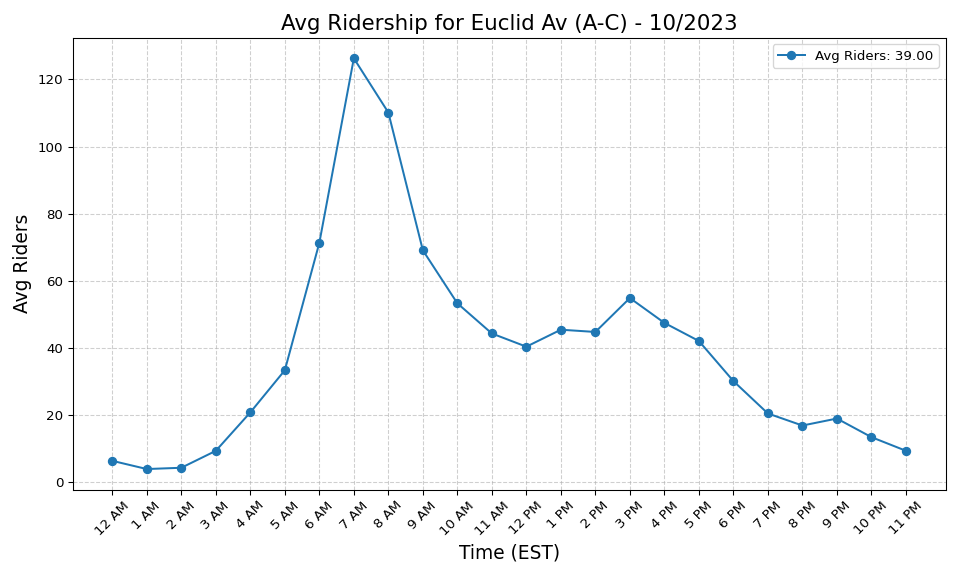 Avg Ridership for Euclid Av (A-C) - 10/2023
Avg Riders: 39.00
Avg Riders
120
100
80
60
40
20
0
12 AM
1 AM
2 AM
3 AM
4 AM
5 AM
6 AM
7 AM
8 AM
9 AM
10 AM
11 AM
12 PM
1 PM
2 PM
3 PM
4 PM
5 PM
6 PM
7 PM
8 PM
9 PM
10 PM
11 PM
Time (EST)